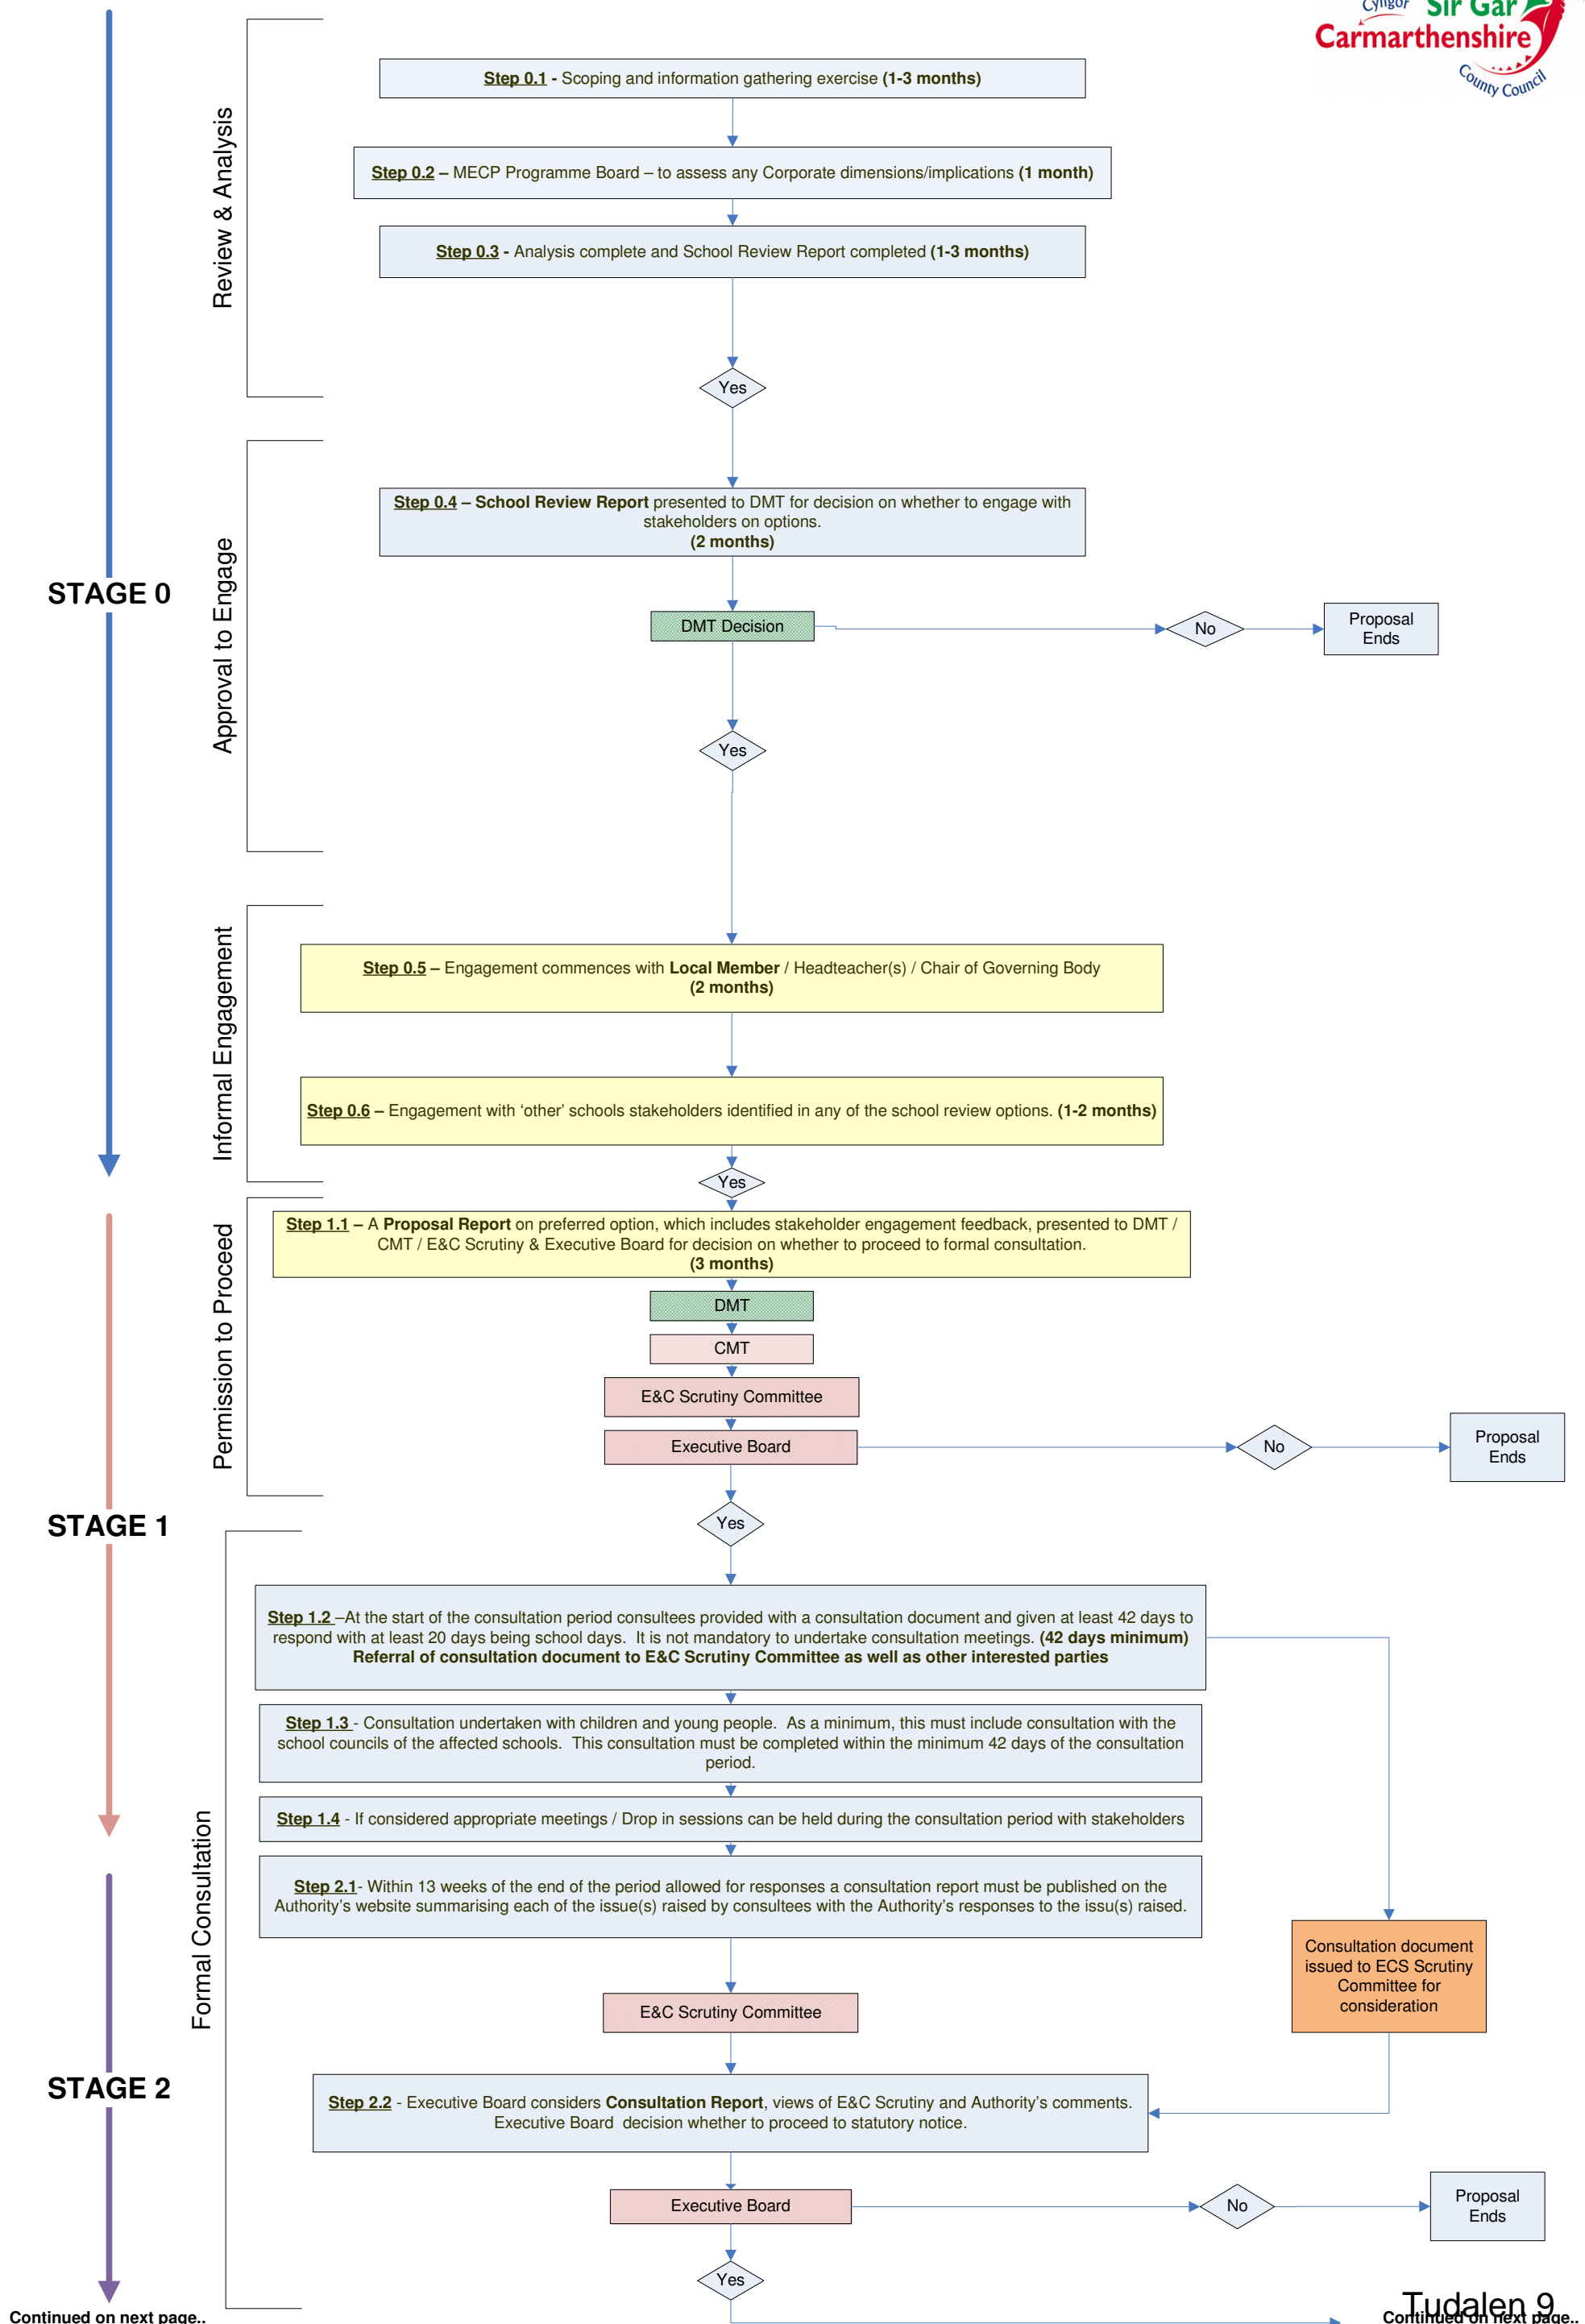 Cyngor Sir Gar
Carmarthenshire
County Council
Review & Analysis
Step 0.1 - Scoping and information gathering exercise (1-3 months)
Step 0.2 – MECP Programme Board – to assess any Corporate dimensions/implications (1 month)
Step 0.3 - Analysis complete and School Review Report completed (1-3 months)
Yes
STAGE 0
Approval to Engage
Step 0.4 – School Review Report presented to DMT for decision on whether to engage with
stakeholders on options.
(2 months)
DMT Decision
No
Proposal
Ends
Yes
Informal Engagement
Step 0.5 – Engagement commences with Local Member / Headteacher(s) / Chair of Governing Body
(2 months)
Step 0.6 – Engagement with ‘other’ schools stakeholders identified in any of the school review options. (1-2 months)
Yes
Permission to Proceed
Step 1.1 – A Proposal Report on preferred option, which includes stakeholder engagement feedback, presented to DMT /
CMT / E&C Scrutiny & Executive Board for decision on whether to proceed to formal consultation.
(3 months)
DMT
CMT
E&C Scrutiny Committee
Executive Board
No
Proposal
Ends
Yes
STAGE 1
Formal Consultation
Step 1.2 –At the start of the consultation period consultees provided with a consultation document and given at least 42 days to
respond with at least 20 days being school days. It is not mandatory to undertake consultation meetings. (42 days minimum)
Referral of consultation document to E&C Scrutiny Committee as well as other interested parties
Step 1.3 - Consultation undertaken with children and young people. As a minimum, this must include consultation with the
school councils of the affected schools. This consultation must be completed within the minimum 42 days of the consultation
period.
Step 1.4 - If considered appropriate meetings / Drop in sessions can be held during the consultation period with stakeholders
Step 2.1- Within 13 weeks of the end of the period allowed for responses a consultation report must be published on the
Authority’s website summarising each of the issue(s) raised by consultees with the Authority’s responses to the issu(s) raised.
Consultation document
issued to ECS Scrutiny
Committee for
consideration
E&C Scrutiny Committee
STAGE 2
Step 2.2 - Executive Board considers Consultation Report, views of E&C Scrutiny and Authority’s comments.
Executive Board decision whether to proceed to statutory notice.
Executive Board
No
Proposal
Ends
Yes
Tudalen 9
Continued on next page..
Continued on next page..